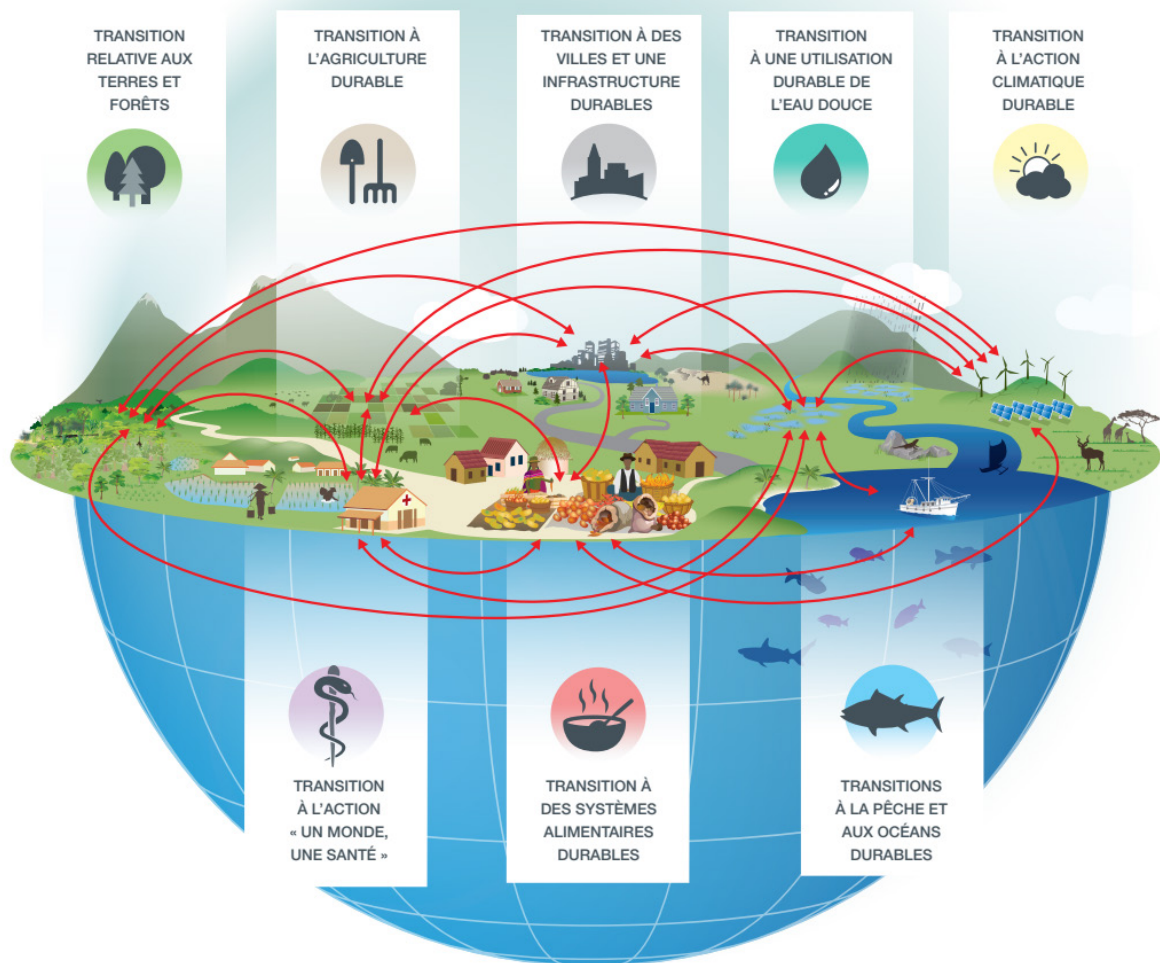 TRANSITION
RELATIVE AUX
TERRES ET
FORÊTS
TRANSITION À
L'AGRICULTURE
DURABLE
TRANSITION À DES
VILLES ET UNE
INFRASTRUCTURE
DURABLES
TRANSITION
À UNE UTILISATION
DURABLE DE
L'EAU DOUCE
TRANSITION
À L'ACTION
CLIMATIQUE
DURABLE
TRANSITION
À L'ACTION
« UN MONDE,
UNE SANTÉ »
TRANSITION À
DES SYSTÈMES
ALIMENTAIRES
DURABLES
TRANSITIONS
À LA PÊCHE ET
AUX OCÉANS
DURABLES